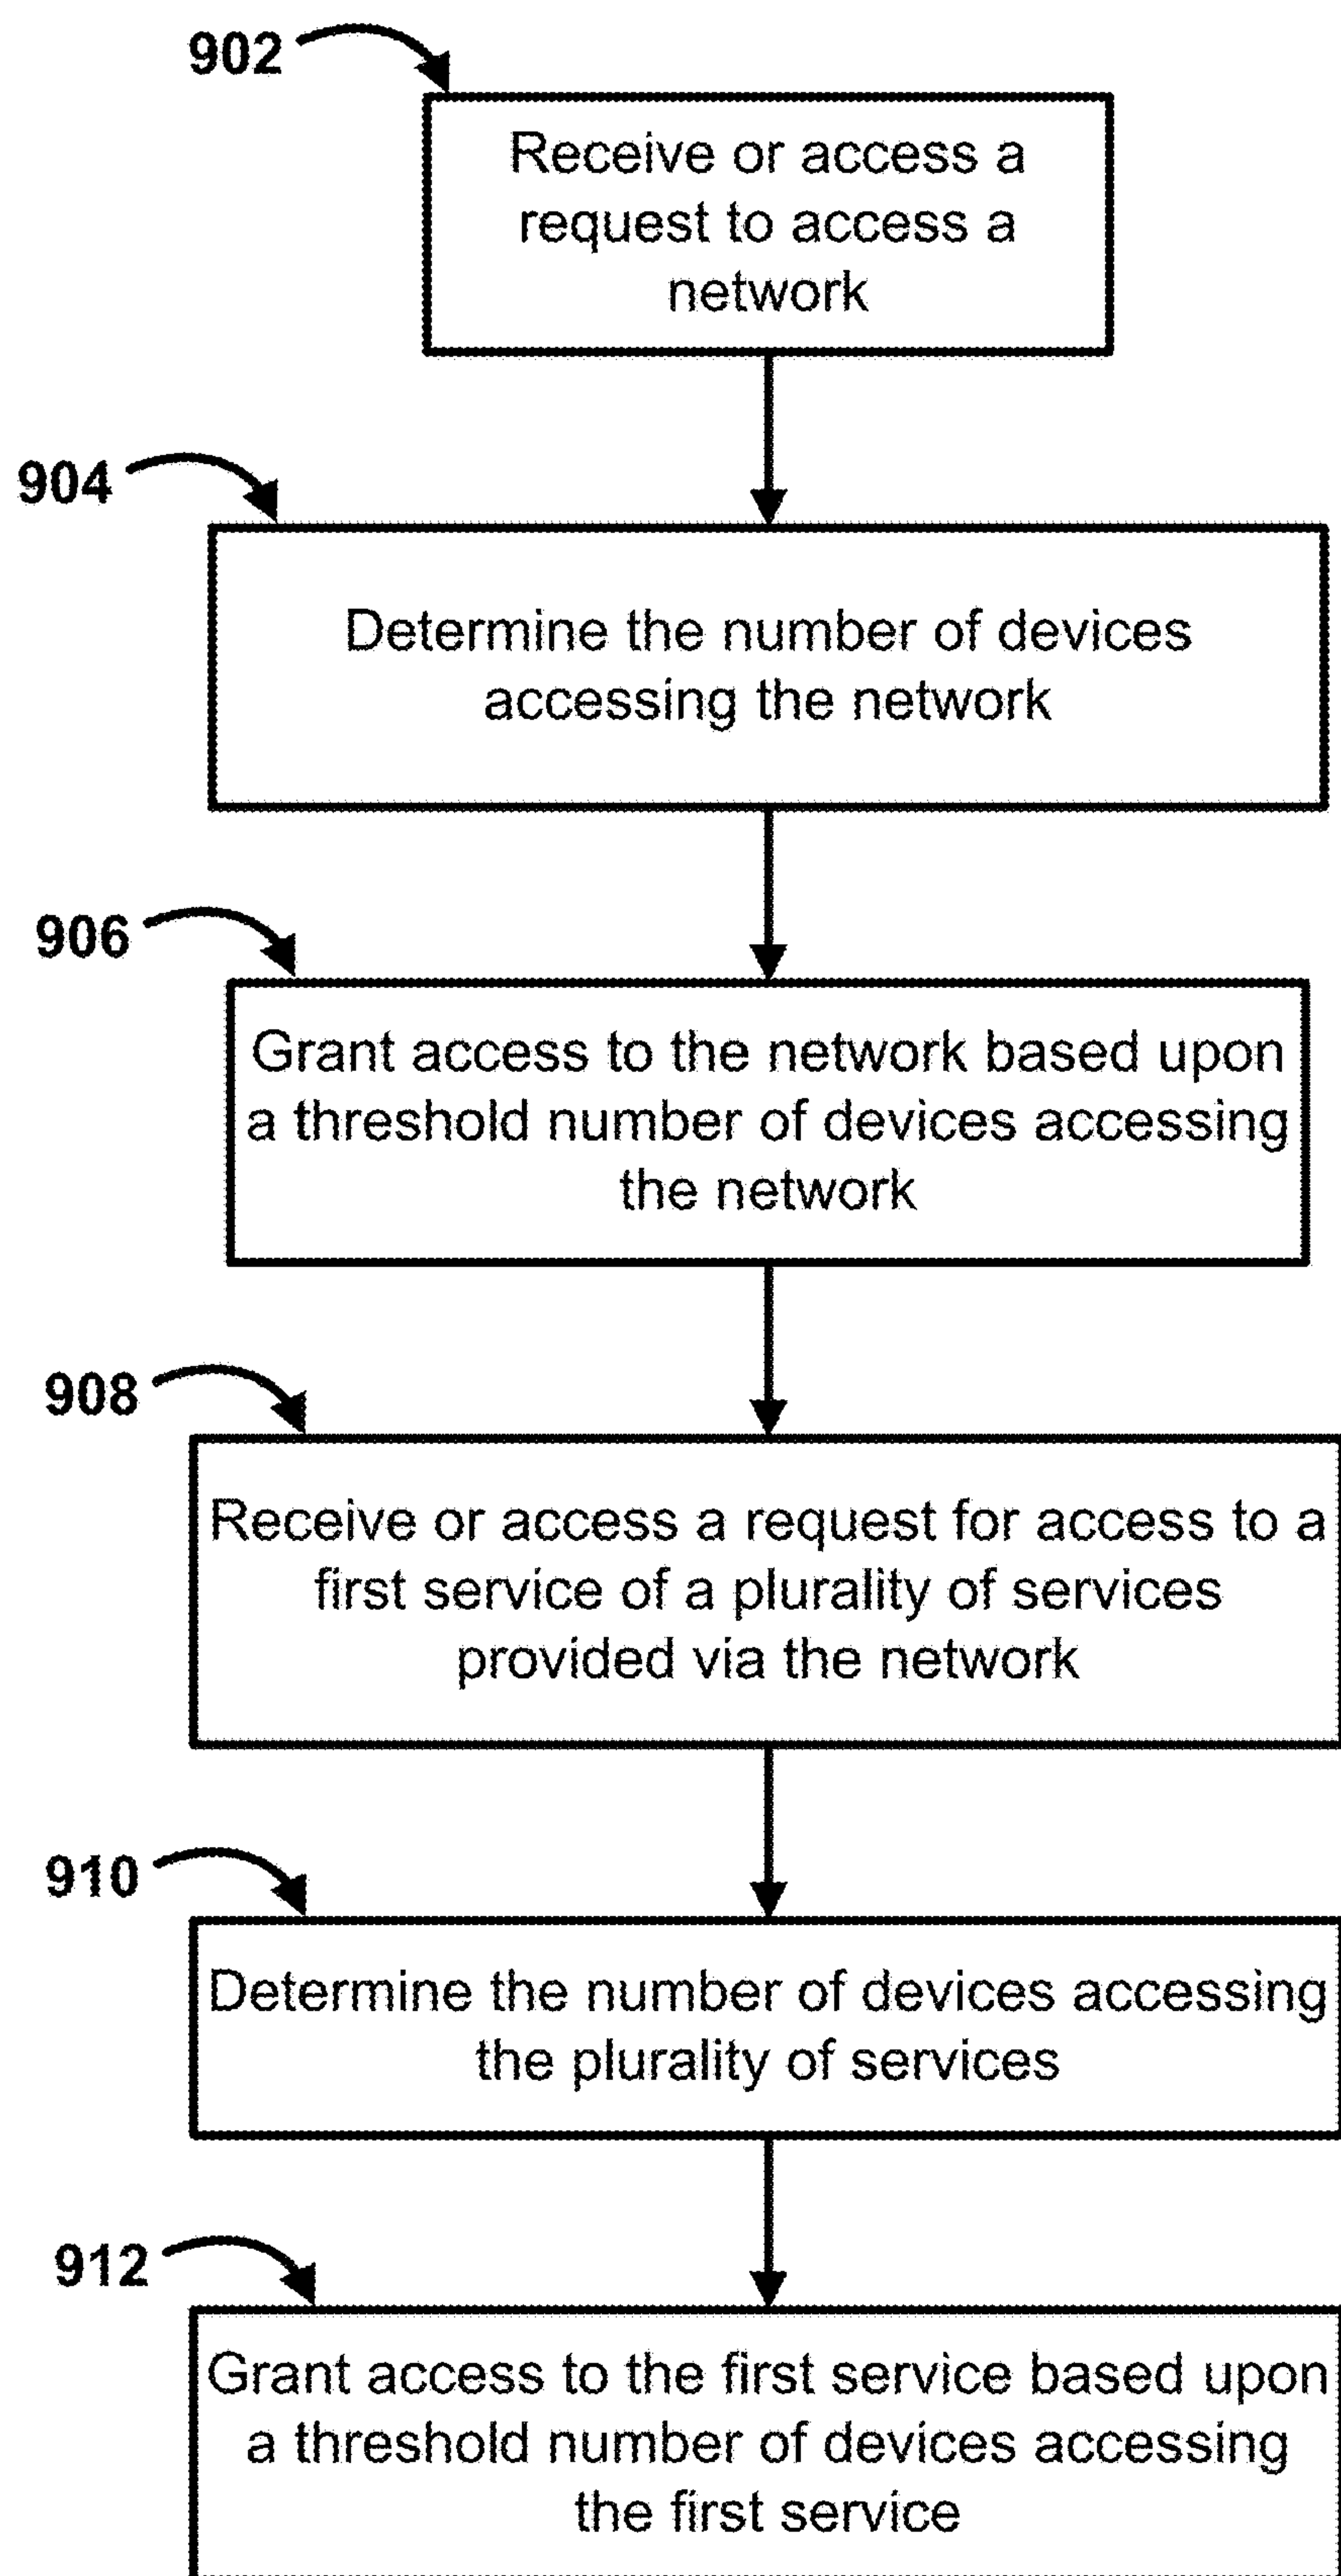 902
Receive or access a
request to access a
network
904
Determine the number of devices
accessing the network
906
Grant access to the network based upon
a threshold number of devices accessing
the network
908
Receive or access a request for access to a
first service of a plurality of services
provided via the network
910
Determine the number of devices accessing
the plurality of services
912
Grant access to the first service based upon
a threshold number of devices accessing
the first service